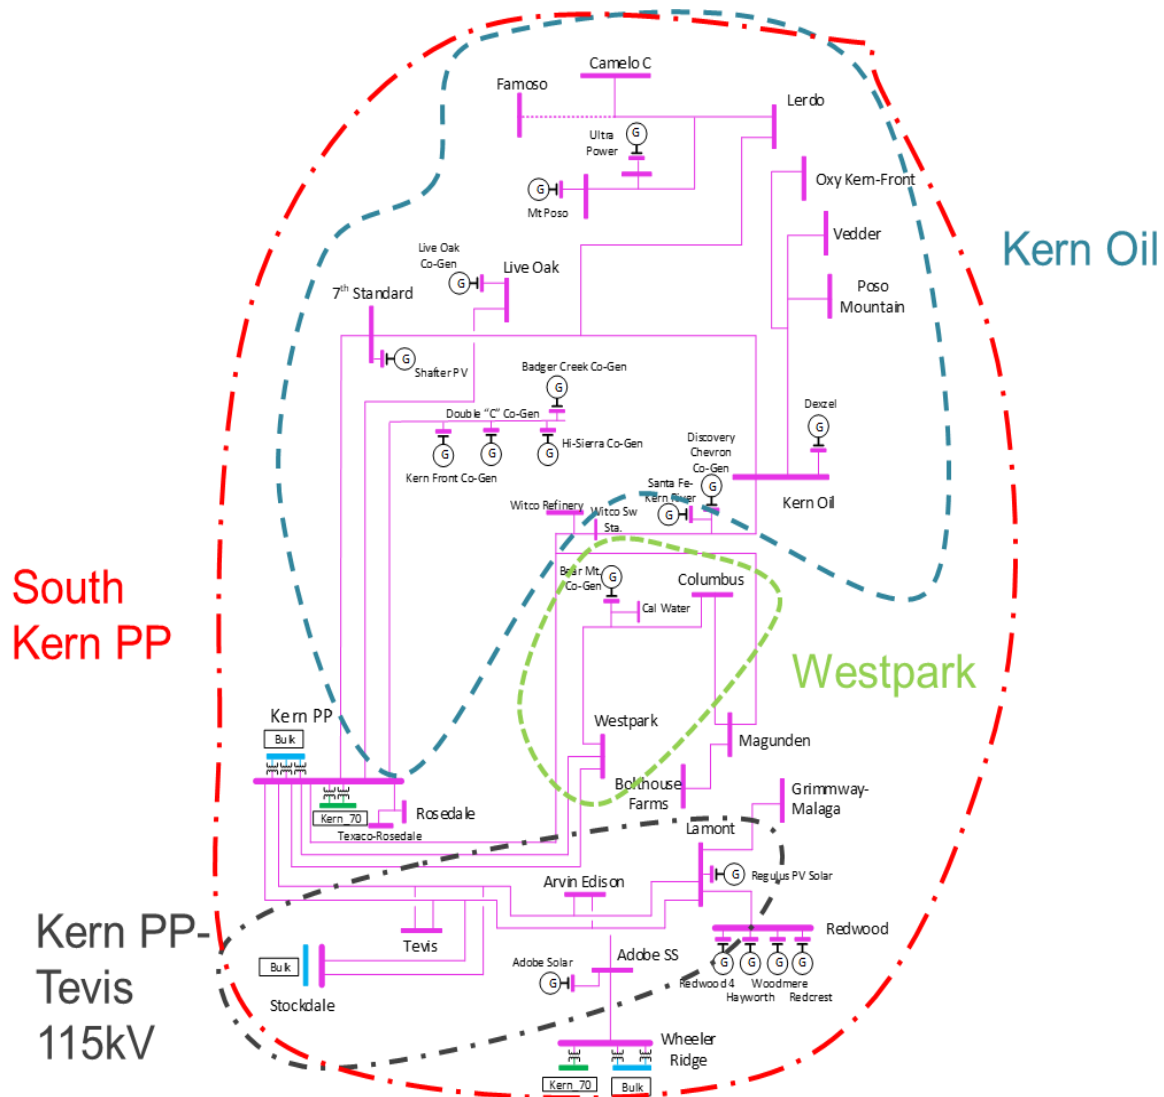 Camelo C
Famoso
Lerdo
Ultra
Power
G
Oxy Kern-Front
G
Mt Poso
Vedder
Kern Oil
Live Oak
Co-Gen
G
Live Oak
7th Standard
Poso
Mountain
G
Shafter PV
Badger Creek Co-Gen
G
Double "C" Co-Gen
Dexzel
G
Hi-Sierra Co-Gen
G
G
G
Kern Front Co-Gen
Discovery
Chevron
Co-Gen
G
Santa Fe-
Kern River
G
Kern Oil
Witco Refinery
Witco Sw
Sta.
South
Kern PP
Bear Mt.
Co-Gen
G
Columbus
Cal Water
Westpark
Kern PP
Bulk
Westpark
Magunden
Bolthouse
Farms
Grimmway-
Malaga
Kern_70
Rosedale
Texaco-Rosedale
Lamont
G
Regulus PV Solar
Arvin Edison
Kern PP-
Tevis
115kV
Tevis
Redwood
G
G
G
G
Redwood 4
Woodmere
Hayworth
Redcrest
Bulk
Stockdale
Adobe Solar
G
Adobe SS
Wheeler
Ridge
Kern_70
Bulk